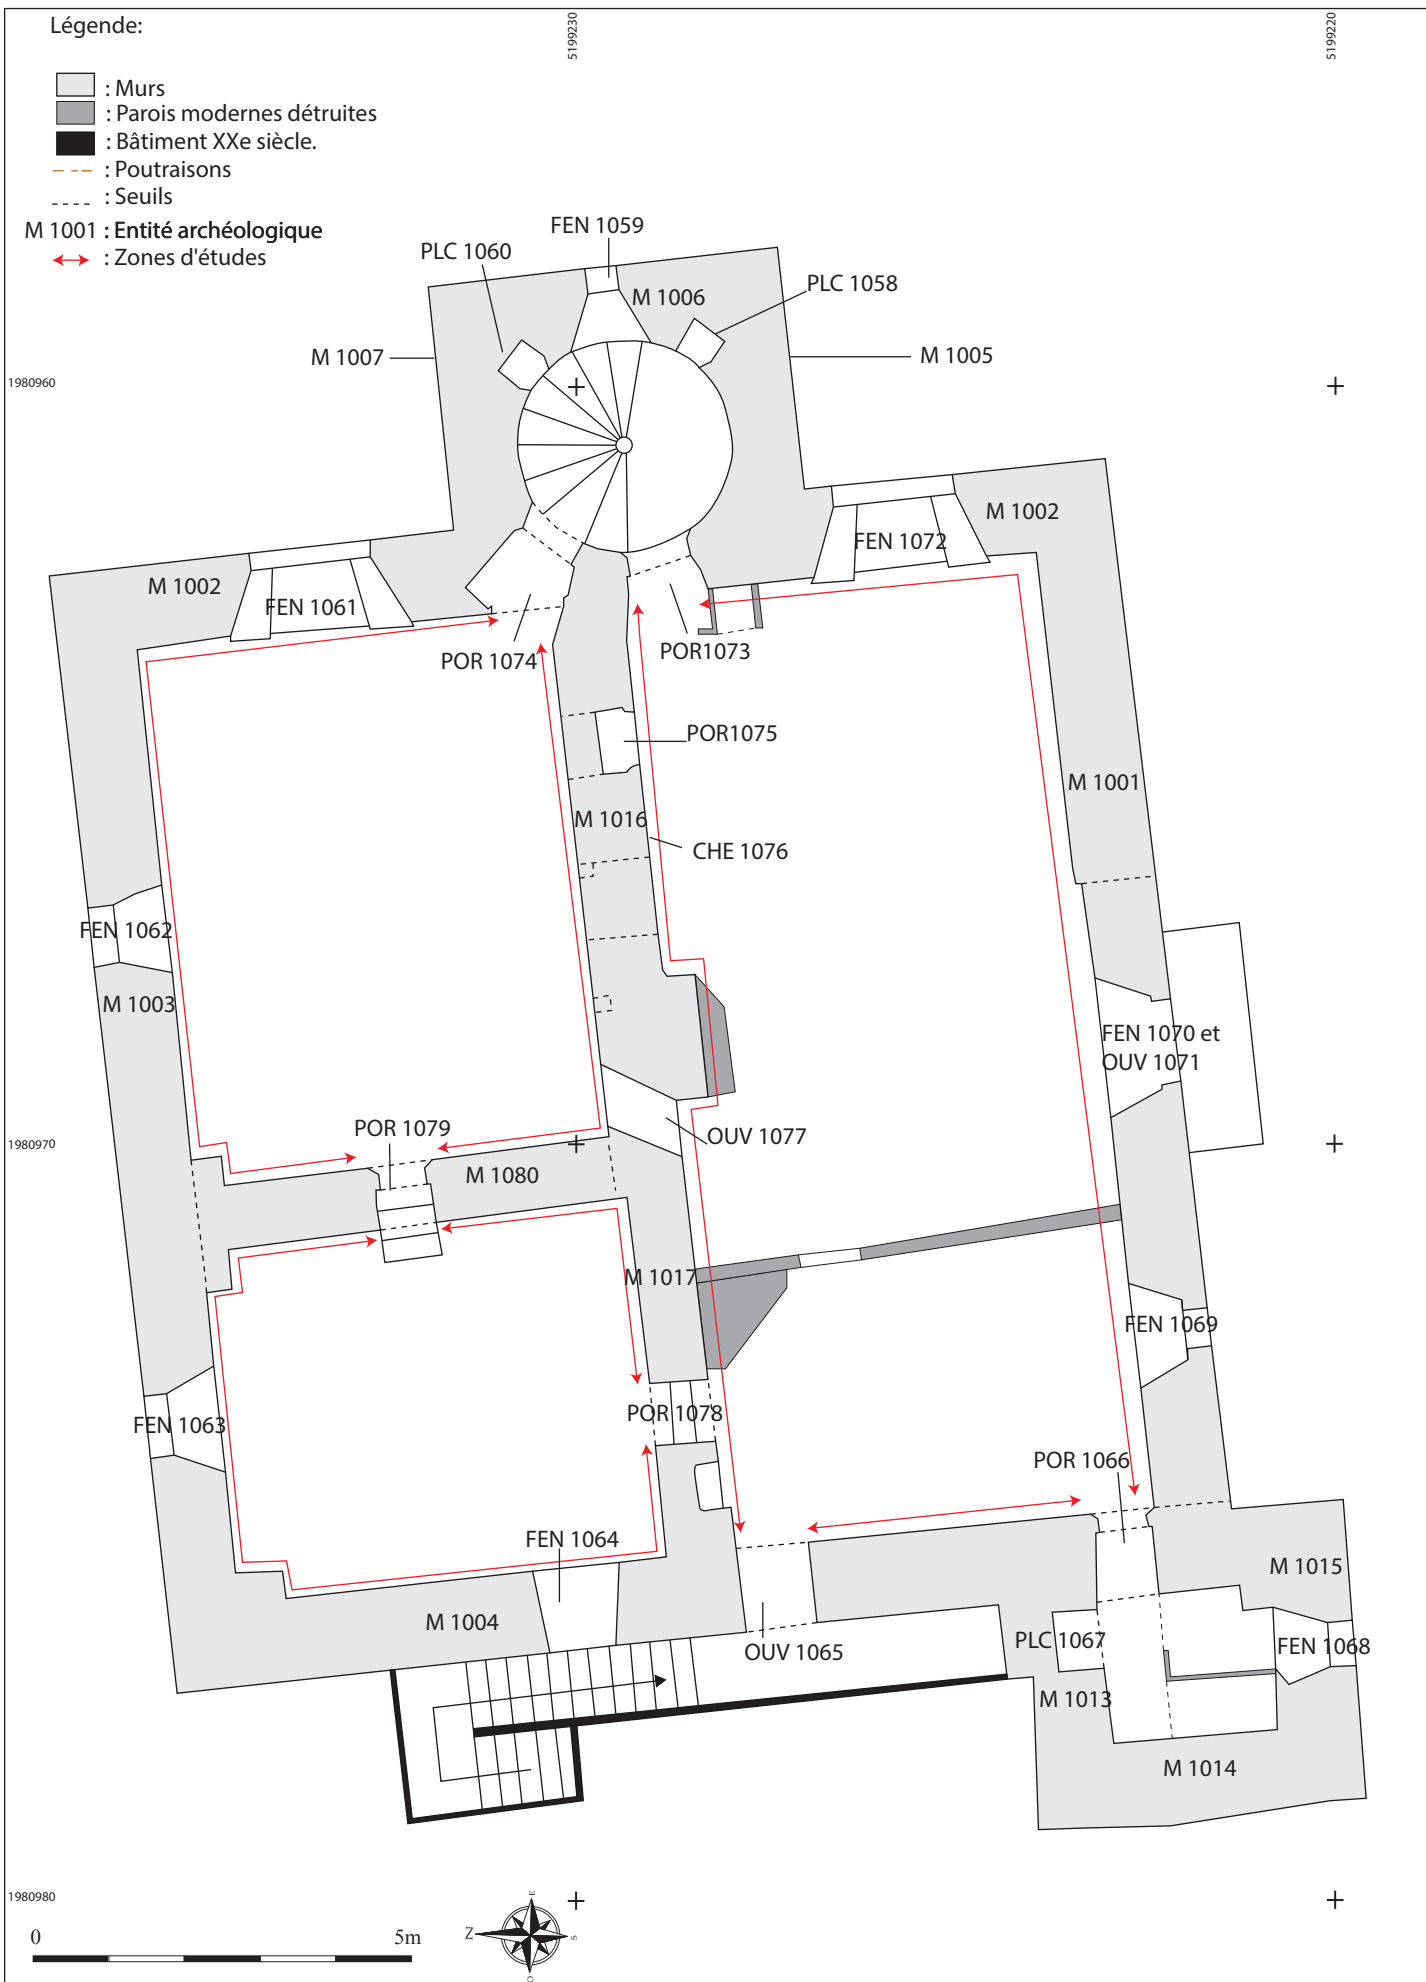 Légende:
5199230
5199220
: Murs
: Parois modernes détruites
: Bâtiment XXe siècle.
: Poutraisons
: Seuils
M 1001 : Entité archéologique
: Zones d'études
FEN 1059
PLC 1060
PLC 1058
M 1006
M 1007
M 1005
1980960
M 1002
FEN 1072
M 1002
FEN 1061
POR 1074
POR1073
POR1075
M 1001
M 1016
CHE 1076
FEN 1062
M 1003
FEN 1070 et
OUV 1071
POR 1079
OUV 1077
1980970
M 1080
M 1017
FEN 1069
POR 1078
FEN 1063
POR 1066
FEN 1064
M 1015
M 1004
PLC 1067
FEN 1068
OUV 1065
M 1013
M 1014
1980980
0
5m
E
Z
S
O